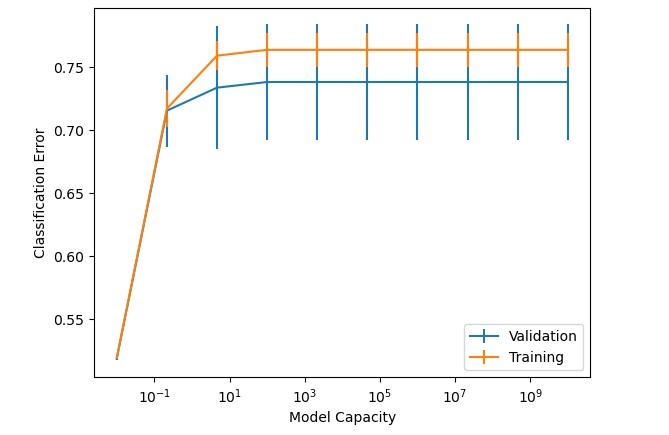 Classification Error
0.75
0.70
0.65
0.60
0.55
Validation
Training
10⁻¹ 10¹ 10³ 10⁵ 10⁷ 10⁹
Model Capacity